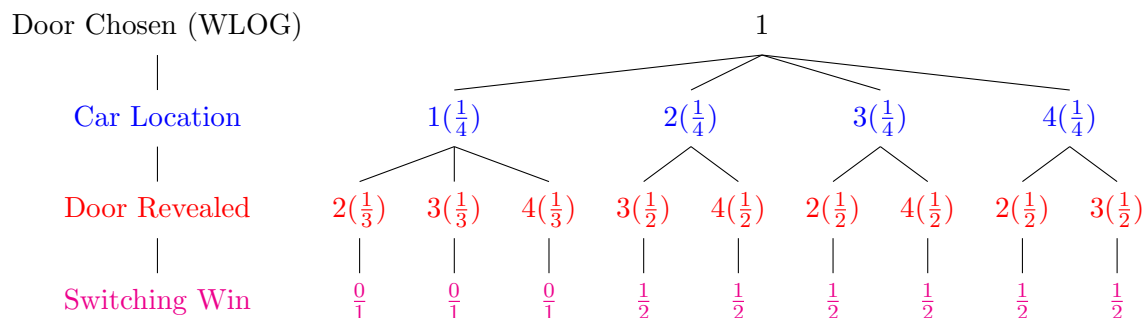 Door Chosen (WLOG) 1
Car Location 1(1/4) 2(1/4) 3(1/4) 4(1/4)
Door Revealed 2(1/3) 3(1/3) 4(1/3) 3(1/2) 4(1/2) 2(1/2) 4(1/2) 2(1/2) 3(1/2)
Switching Win 0/1 0/1 0/1 1/2 1/2 1/2 1/2 1/2 1/2